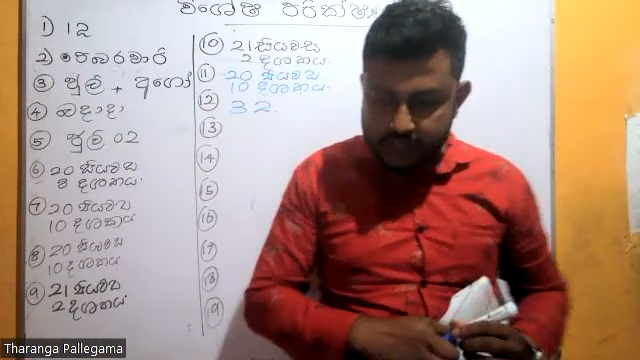 විශේෂ පරීක්ෂණ
1) 12
2) පෙබරවාරි
3 ජූලි + අගෝ
4 බදාදා
5 ජූලි 02
6 20 සියවස
8 දශකය.
7 20 සියවස
10 දශකය
8 20 සියවස
10 දශකය.
9 21 සියවස
2 දශකය.
10 21 සියවස
2 දශකය.
11 20 සියවස
10 දශකය.
12 32
13
14
15
16
17
18
19
Tharanga Pallegama